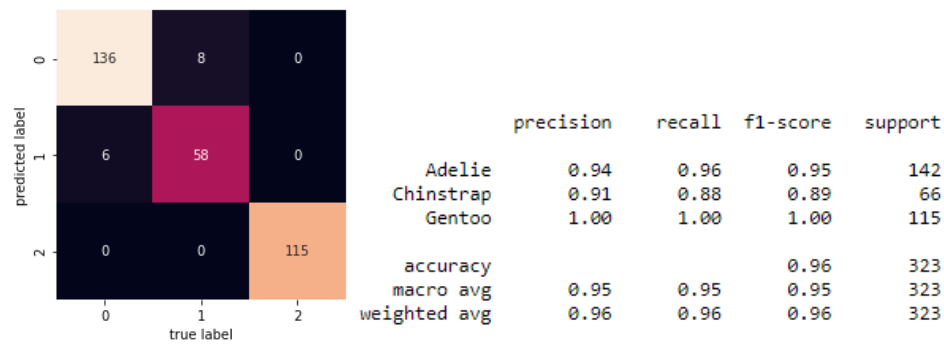 0 136 8 0
1 6 58 0
2 0 0 115
0 1 2
predicted label
true label
precision recall f1-score support
Adelie 0.94 0.96 0.95 142
Chinstrap 0.91 0.88 0.89 66
Gentoo 1.00 1.00 1.00 115
accuracy 0.96 323
macro avg 0.95 0.95 0.95 323
weighted avg 0.96 0.96 0.96 323